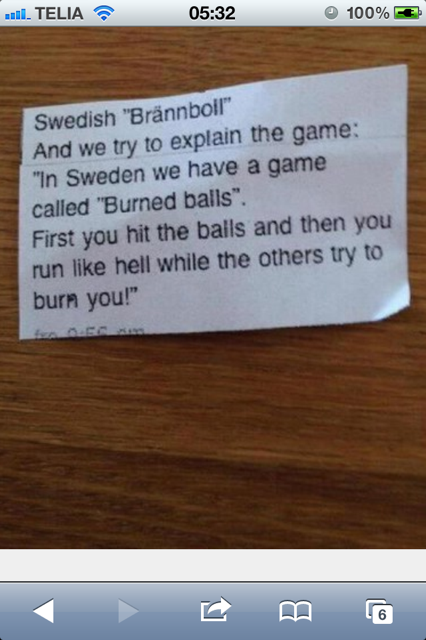 TELIA 05:32 100%
Swedish "Brännboll"
And we try to explain the game:
"In Sweden we have a game
called "Burned balls".
First you hit the balls and then you
run like hell while the others try to
burn you!"
6